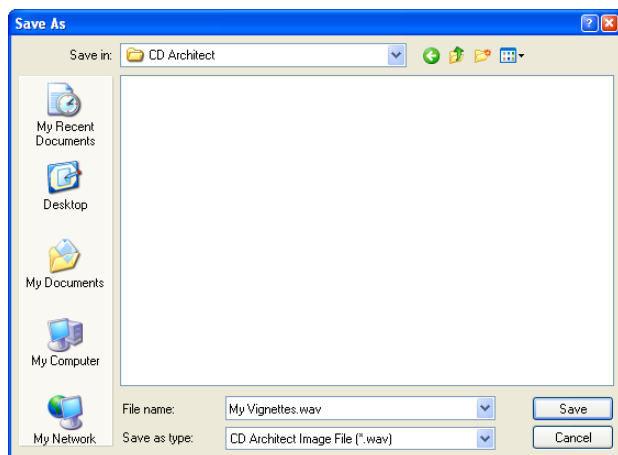 Save As
Save in:
CD Architect
My Recent
Documents
Desktop
My Documents
My Computer
My Network
File name:
My Vignettes.wav
Save
Save as type:
CD Architect Image File (*.wav)
Cancel